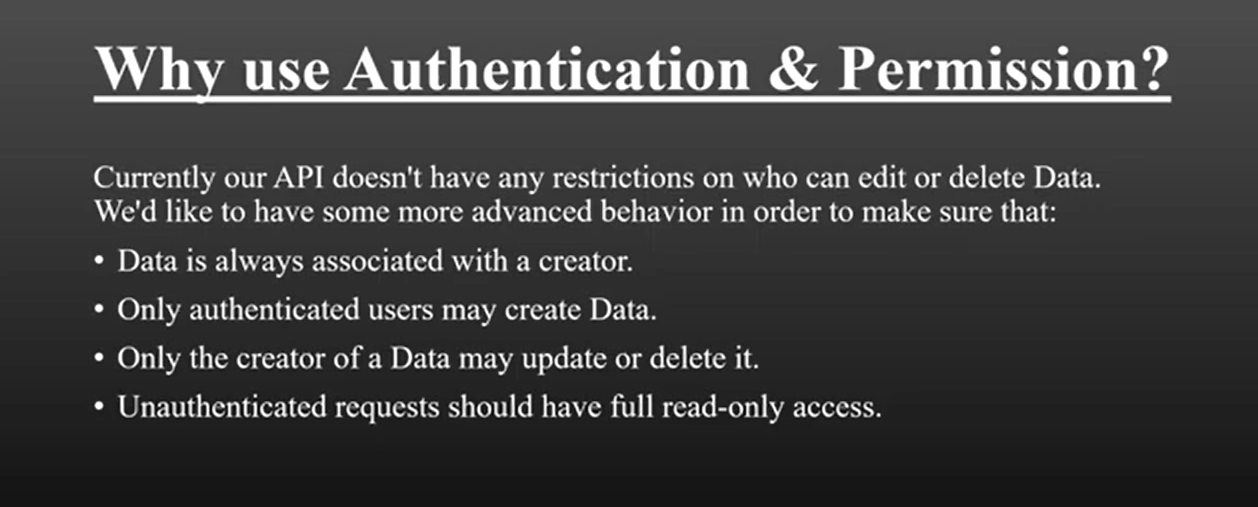 Why use Authentication & Permission?
Currently our API doesn't have any restrictions on who can edit or delete Data.
We'd like to have some more advanced behavior in order to make sure that:
• Data is always associated with a creator.
• Only authenticated users may create Data.
• Only the creator of a Data may update or delete it.
• Unauthenticated requests should have full read-only access.